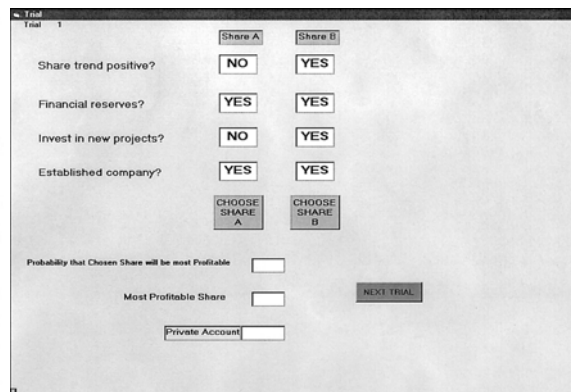 Trial
Trial 1
Share A Share B
Share trend positive? NO YES
Financial reserves? YES YES
Invest in new projects? NO YES
Established company? YES YES
CHOOSE CHOOSE
SHARE SHARE
A B
Probability that Chosen Share will be most Profitable
Most Profitable Share
NEXT TRIAL
Private Account